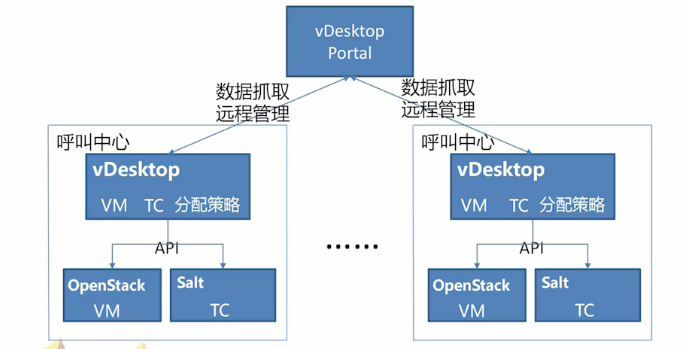 vDesktop
Portal
数据抓取
远程管理
数据抓取
远程管理
呼叫中心
vDesktop
VM TC 分配策略
API
OpenStack
VM
Salt
TC
······
呼叫中心
vDesktop
VM TC 分配策略
API
OpenStack
VM
Salt
TC